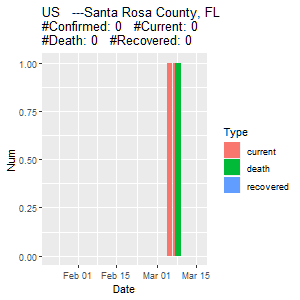 US   ---Santa Rosa County, FL
#Confirmed: 0   #Current: 0
#Death: 0   #Recovered: 0
1.00
0.75
0.50
0.25
0.00
Num
Feb 01
Feb 15
Mar 01
Mar 15
Date
Type
current
death
recovered